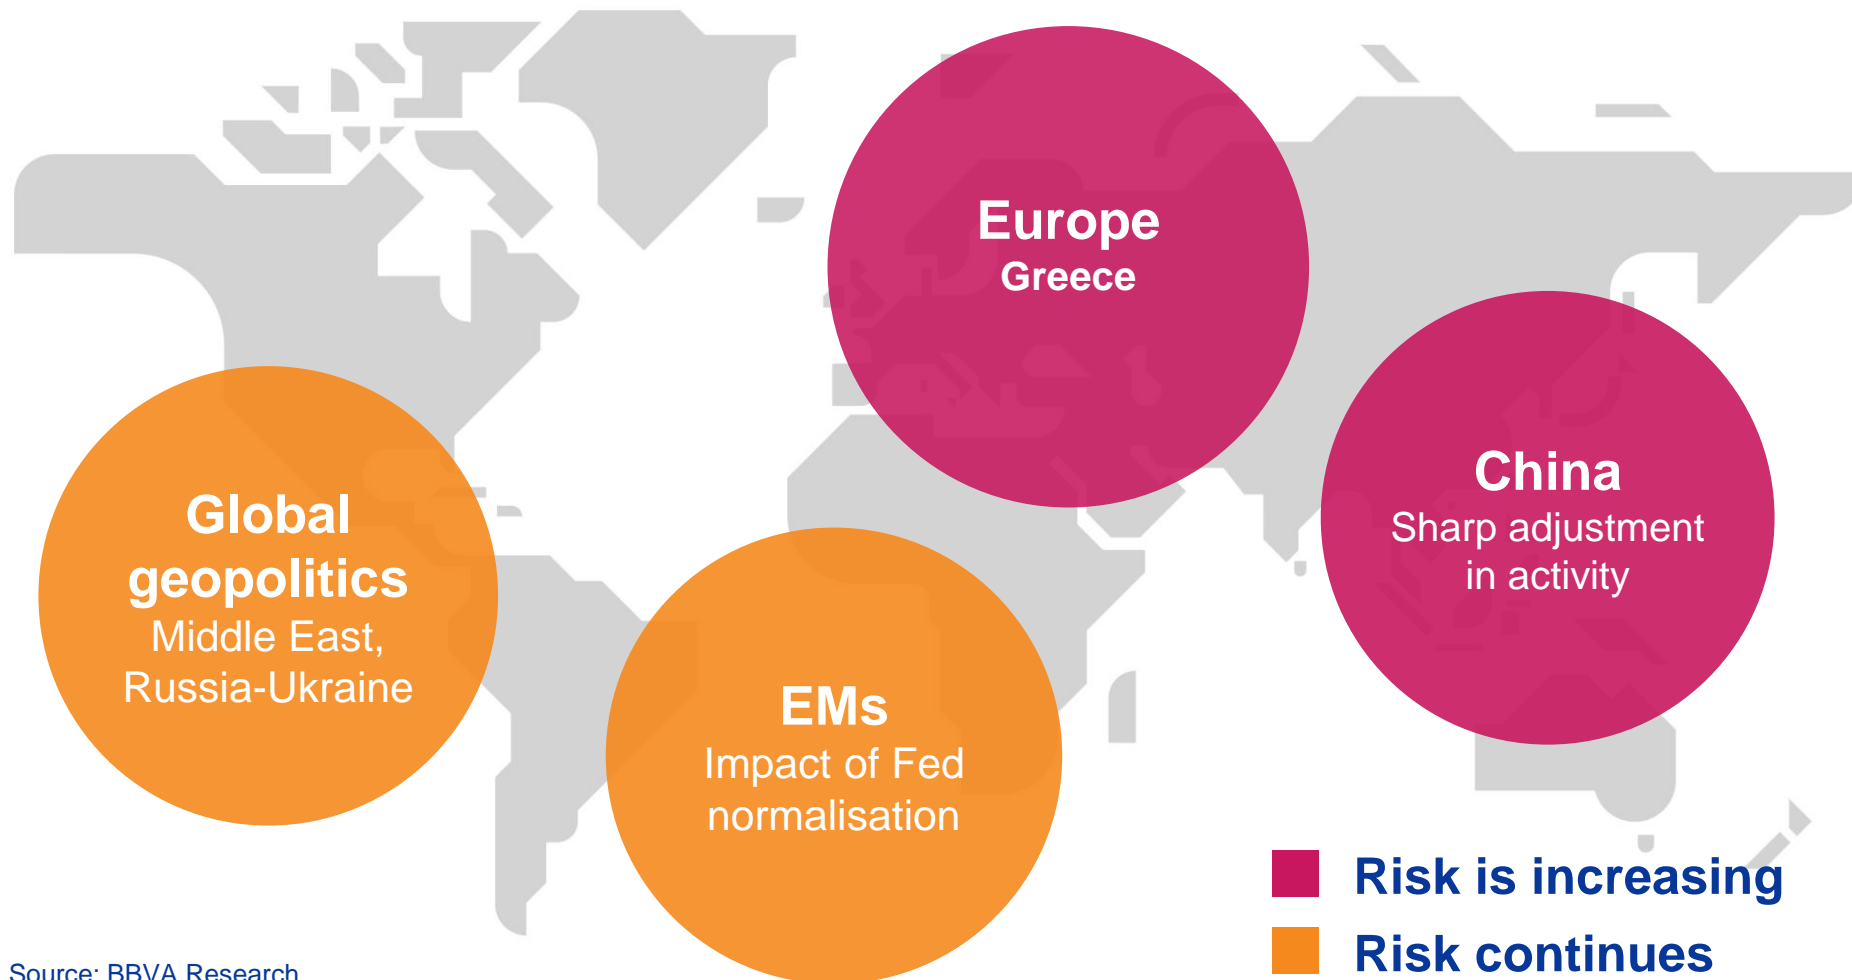 Europe
Greece
China
Sharp adjustment
in activity
Global
geopolitics
Middle East,
Russia-Ukraine
EMs
Impact of Fed
normalisation
Risk is increasing
Risk continues
Source: BBVA Research